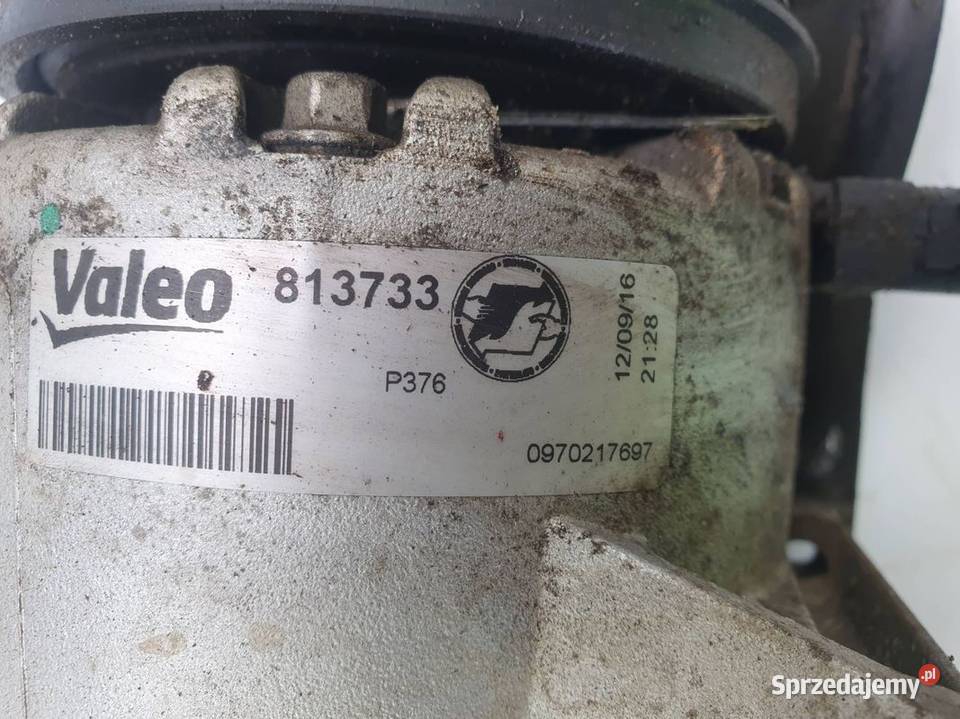 Valeo 813733
12/09/16
21:28
P376
0970217697
Sprzedajemy.pl